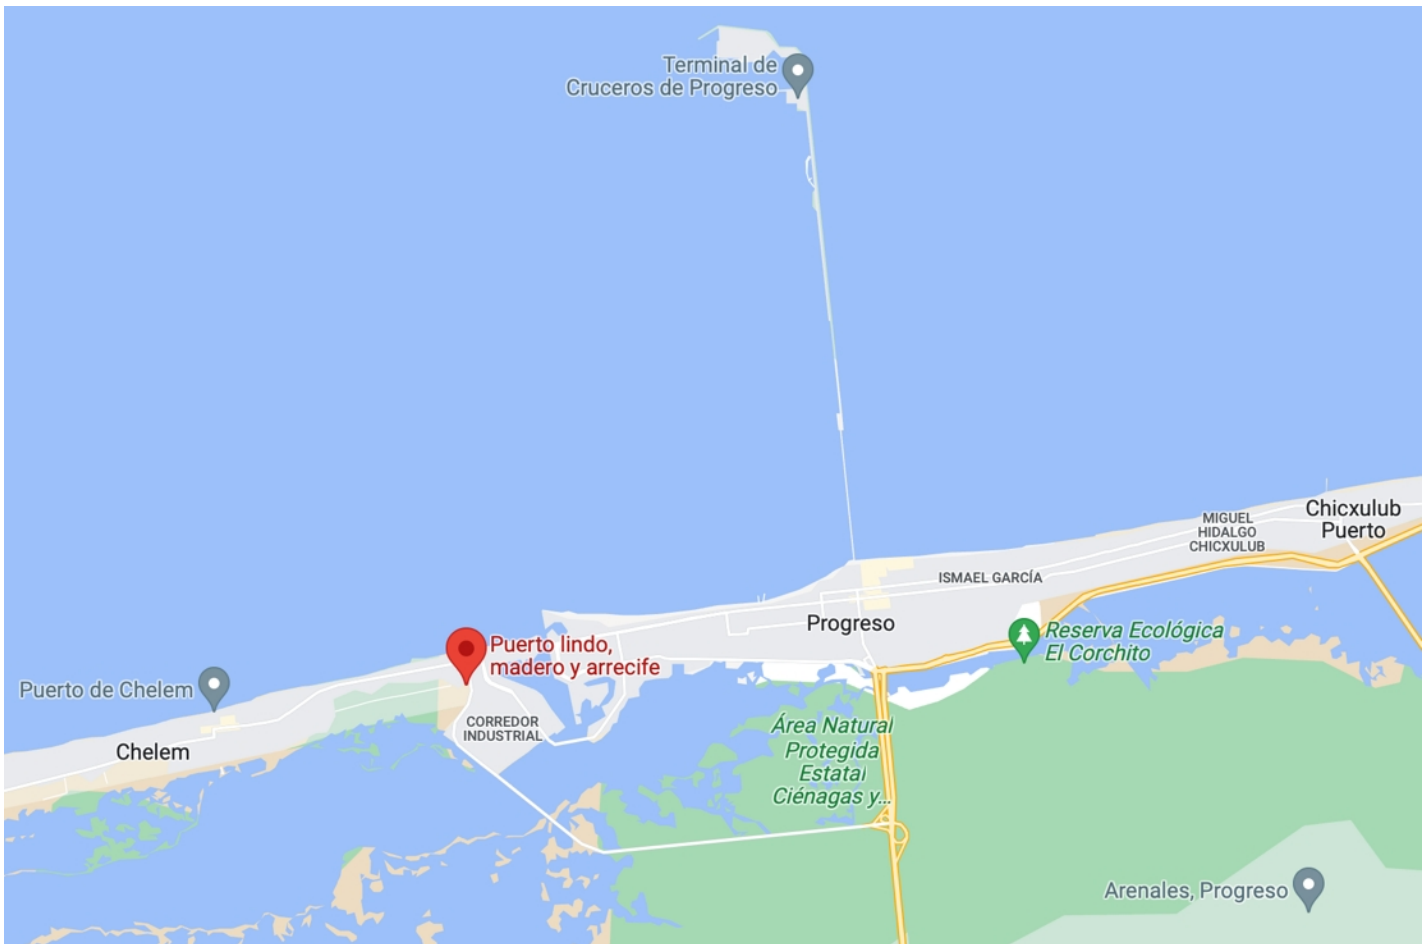 Terminal de
Cruceros de Progreso
Chicxulub
Puerto
MIGUEL
HIDALGO
CHICXULUB
ISMAEL GARCÍA
Progreso
Reserva Ecológica
El Corchito
Puerto lindo,
madero y arrecife
Puerto de Chelem
CORREDOR
INDUSTRIAL
Chelem
Área Natural
Protegida
Estatal
Ciénagas y...
Arenales, Progreso